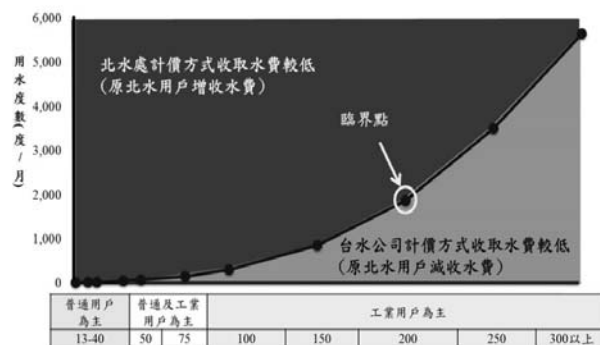 6,000
5,000
4,000
3,000
2,000
1,000
0
用水度數(度/月)
北水處計價方式收取水費較低
(原北水用戶增收水費)
臨界點
台水公司計價方式收取水費較低
(原北水用戶減收水費)
普通用戶
為主
普通及工業
用戶為主
工業用戶為主
13-40 50 75 100 150 200 250 300以上